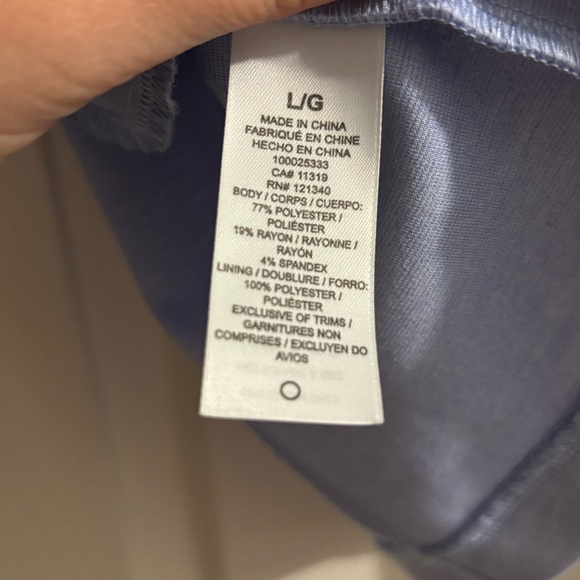 L/G
MADE IN CHINA
FABRIQUÉ EN CHINE
HECHO EN CHINA
100025333
CA# 11319
RN# 121340
BODY / CORPS / CUERPO:
77% POLYESTER /
POLIÉSTER
19% RAYON / RAYONNE /
RAYÓN
4% SPANDEX
LINING / DOUBLURE / FORRO:
100% POLYESTER /
POLIÉSTER
EXCLUSIVE OF TRIMS /
GARNITURES NON
COMPRISES / EXCLUYEN DO
AVIOS